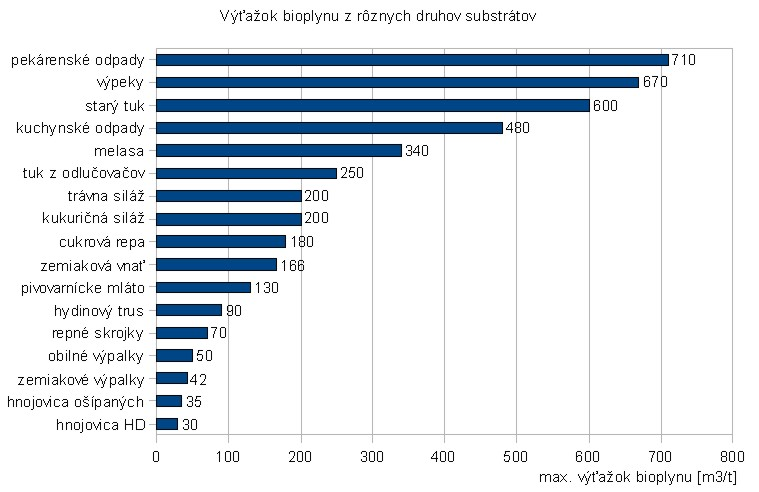 Výťažok bioplynu z rôznych druhov substrátov
pekárenské odpady 710
výpeky 670
starý tuk 600
kuchynské odpady 480
melasa 340
tuk z odlučovačov 250
trávna siláž 200
kukuričná siláž 200
cukrová repa 180
zemiaková vnať 166
pivovarnícke mláto 130
hydinový trus 90
repné skrojky 70
obilné výpalky 50
zemiakové výpalky 42
hnojovica ošípaných 35
hnojovica HD 30
0 100 200 300 400 500 600 700 800
max. výťažok bioplynu [m3/t]